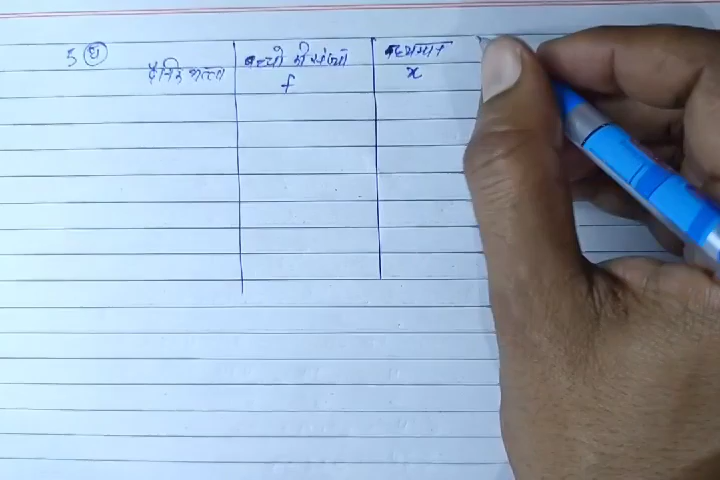 5 (घ)
दैनिक भत्ता बच्चों की संख्या मध्यमान
f x